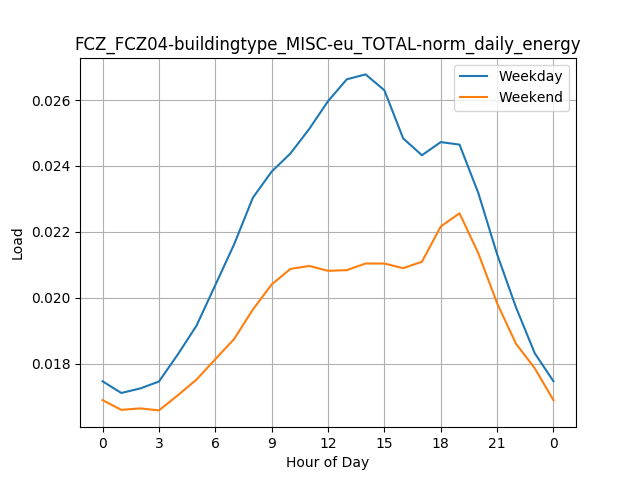 FCZ_FCZ04-buildingtype_MISC-eu_TOTAL-norm_daily_energy
Weekday
Weekend
0.026
0.024
0.022
0.020
0.018
Load
0 3 6 9 12 15 18 21 0
Hour of Day